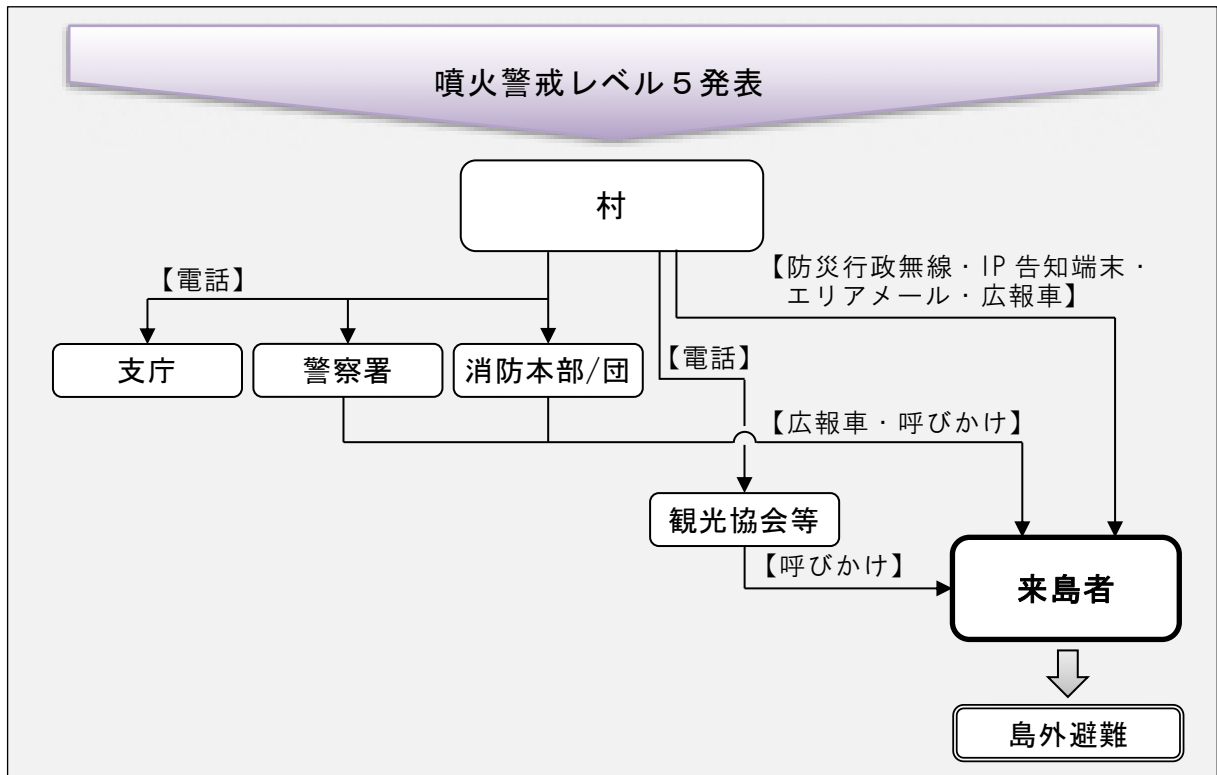 噴火警戒レベル５発表
村
【防災行政無線・IP 告知端末・
エリアメール・広報車】
【電話】
支庁
警察署
消防本部/団
【電話】
【広報車・呼びかけ】
観光協会等
【呼びかけ】
来島者
島外避難